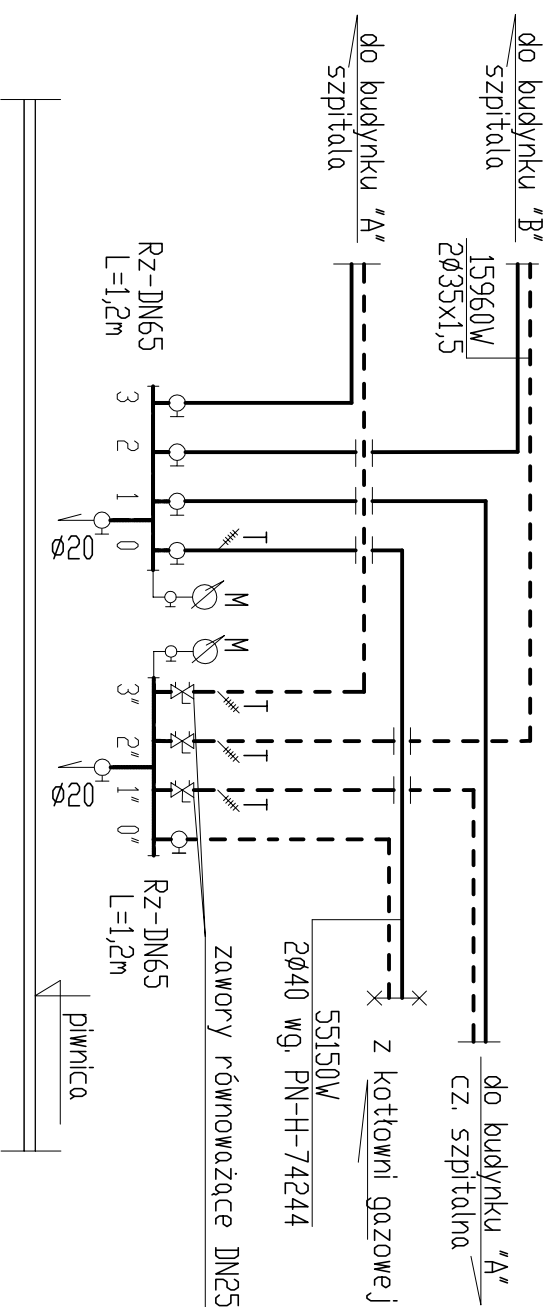 do budynku "B"
szpitala
15960W
2Ø35x1,5
do budynku "A"
szpitala
do budynku "A"
cz. szpitalna
z kotłowni gazowej
55150W
2Ø40 wg. PN-H-74244
zawory równoważące DN25
Rz-DN65
L=1,2m
3
2
1
0
T
M
Ø20
M
3"
2"
1"
0"
T
T
T
Ø20
Rz-DN65
L=1,2m
piwnica